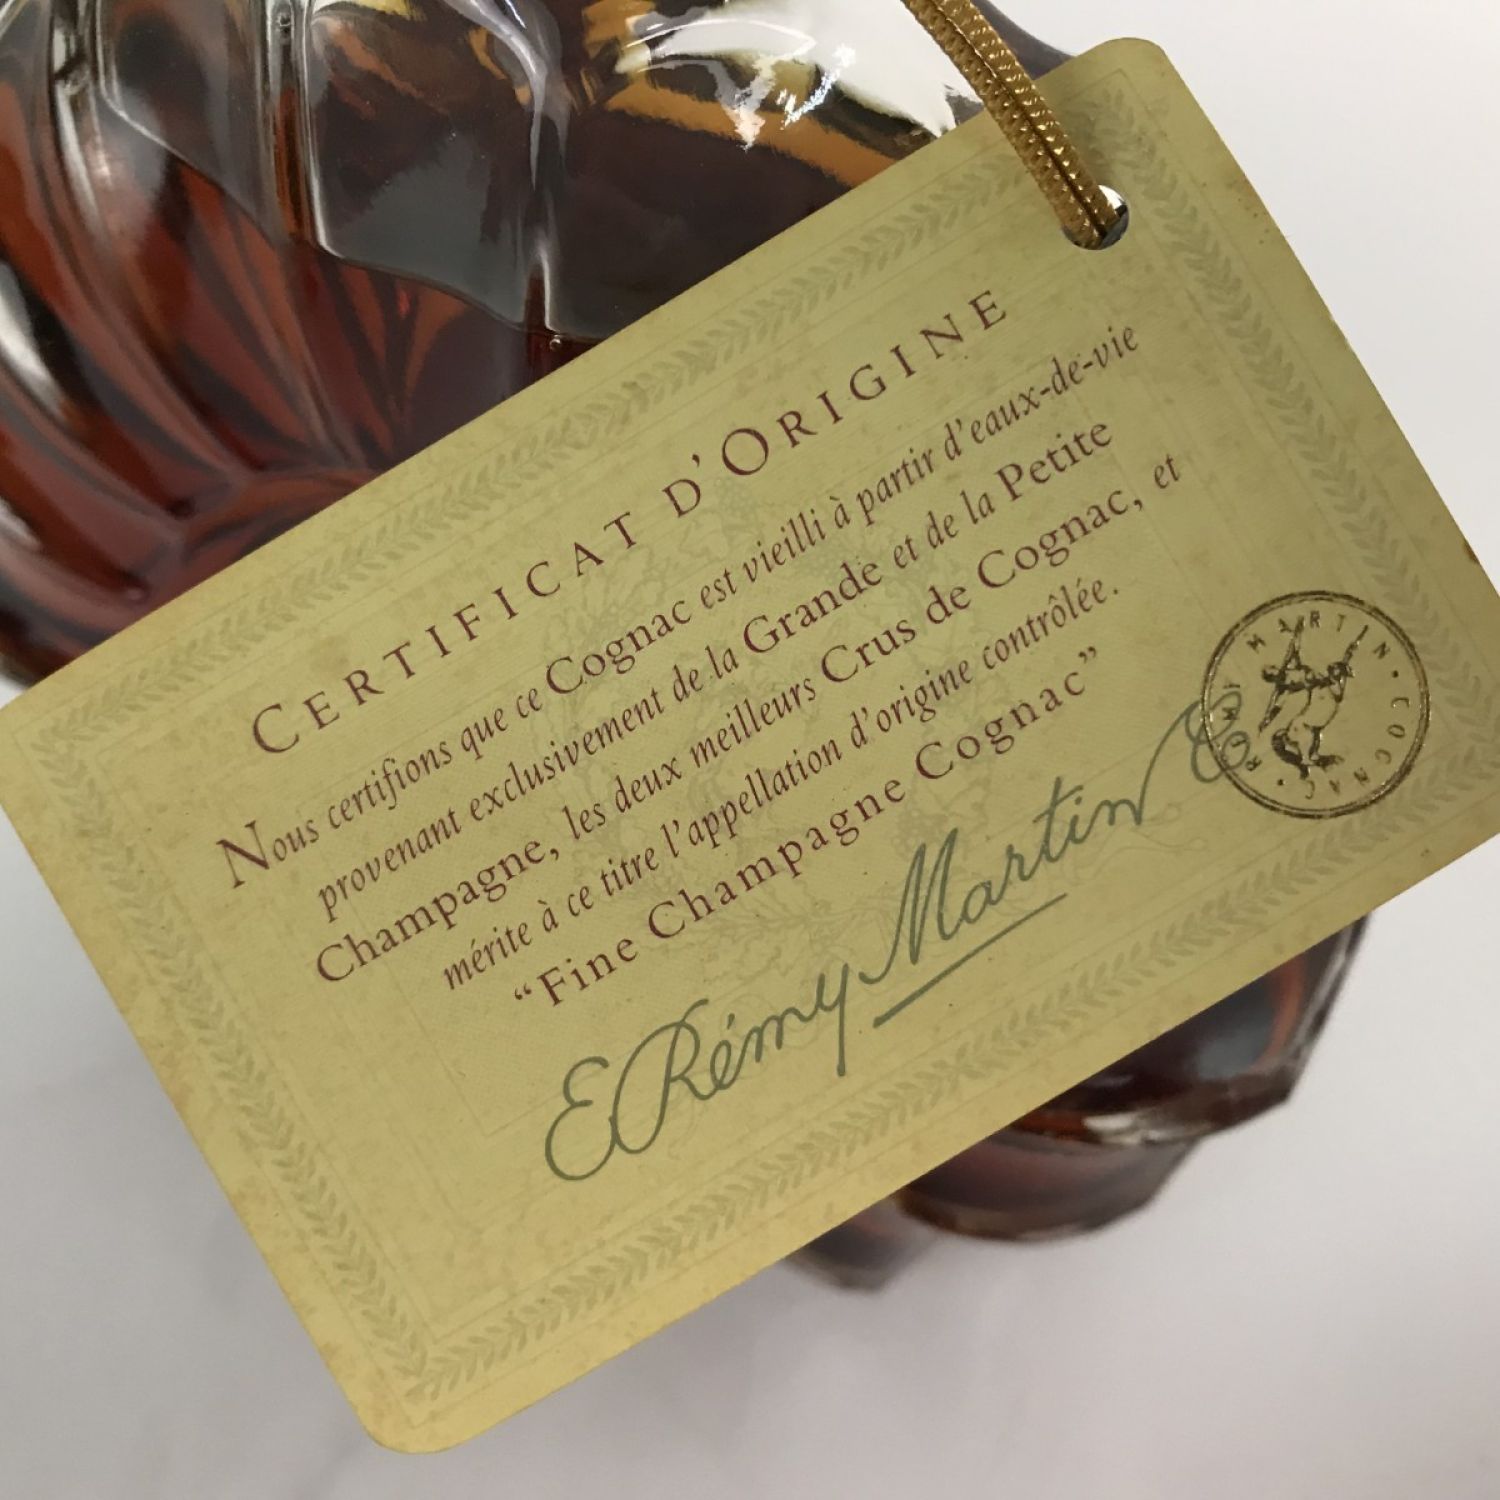 CERTIFICAT D'ORIGINE
Nous certifions que ce Cognac est vieilli à partir d'eaux-de-vie
provenant exclusivement de la Grande et de la Petite
Champagne, les deux meilleurs Crus de Cognac, et
mérite à ce titre l'appellation d'origine contrôlée.
“Fine Champagne Cognac”
E Rémy Martin &
RÉMY MARTIN · COGNAC ·